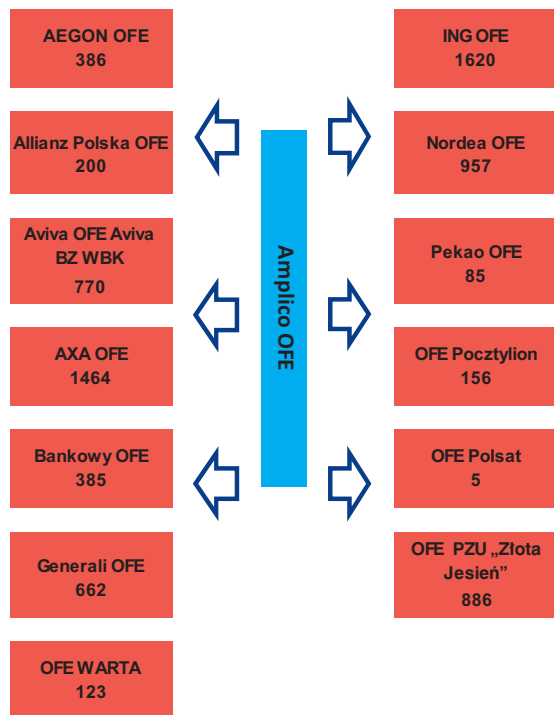 AEGON OFE
386
Allianz Polska OFE
200
Aviva OFE Aviva
BZ WBK
770
AXA OFE
1464
Bankowy OFE
385
Generali OFE
662
OFE WARTA
123
Amplico OFE
ING OFE
1620
Nordea OFE
957
Pekao OFE
85
OFE Pocztylion
156
OFE Polsat
5
OFE PZU „Złota
Jesień”
886